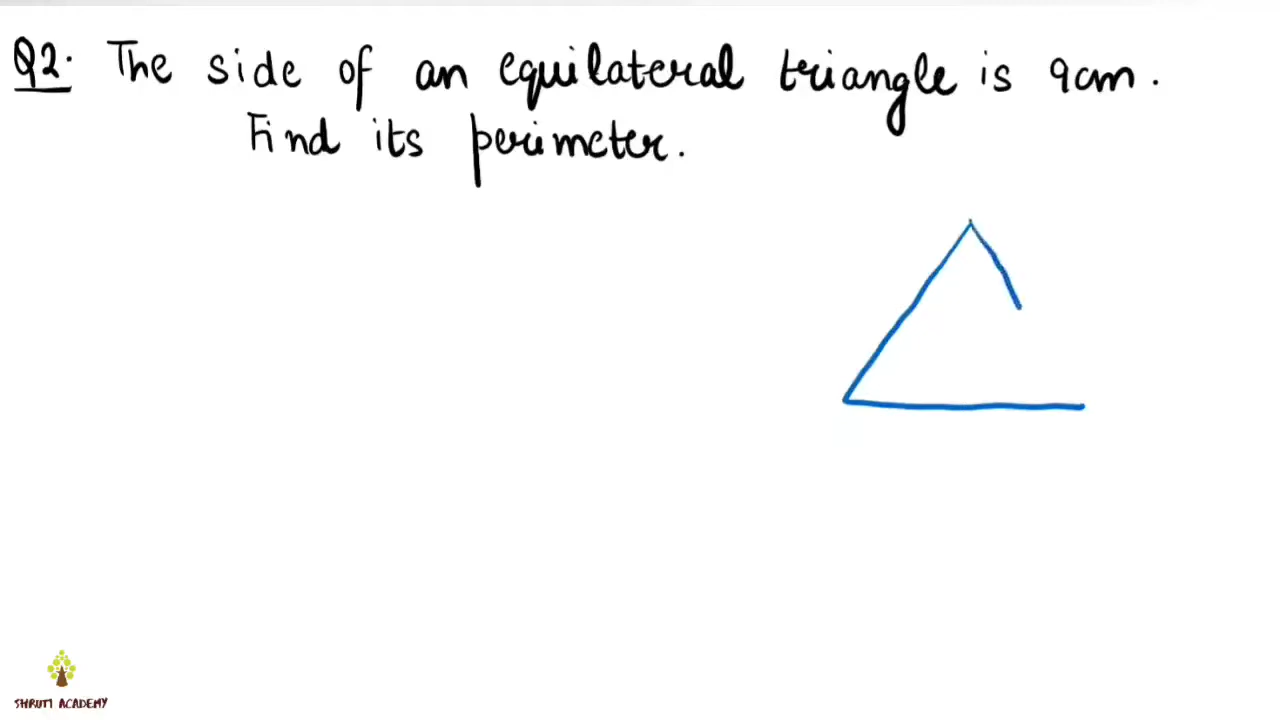 Q2. The side of an equilateral triangle is 9cm.
Find its perimeter.
SHRUTI ACADEMY